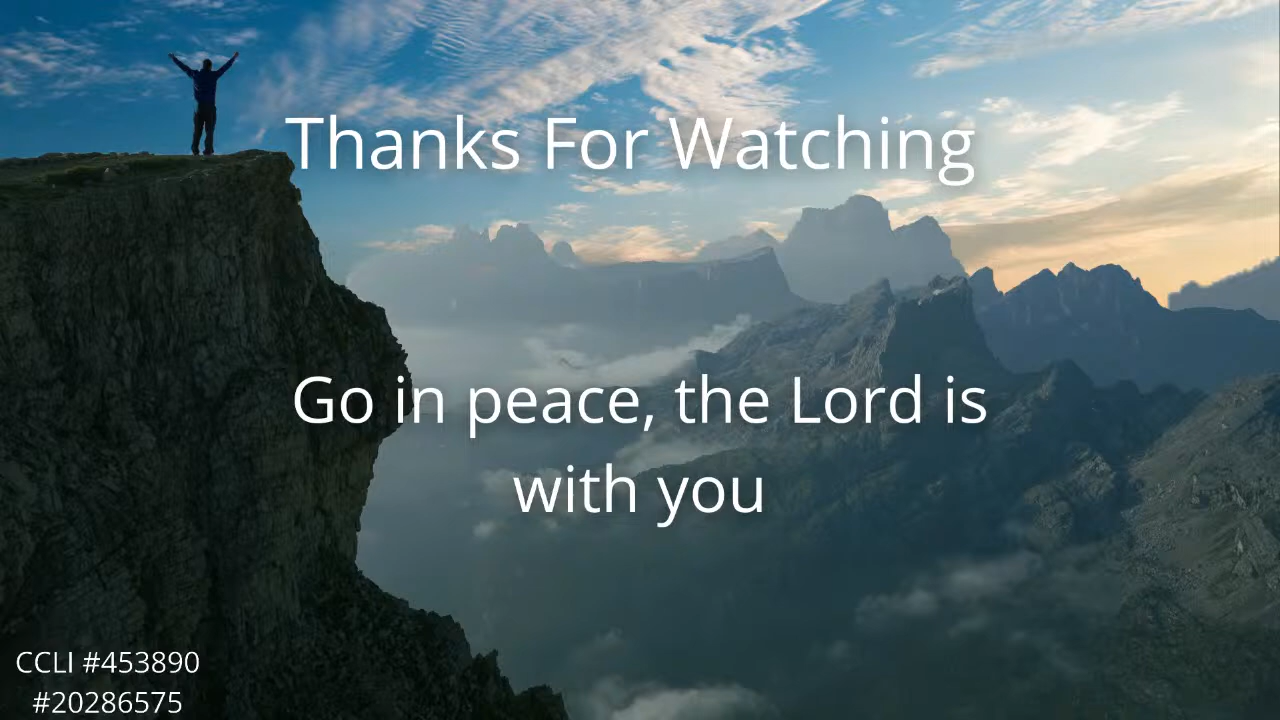 Thanks For Watching
Go in peace, the Lord is
with you
CCLI #453890
#20286575